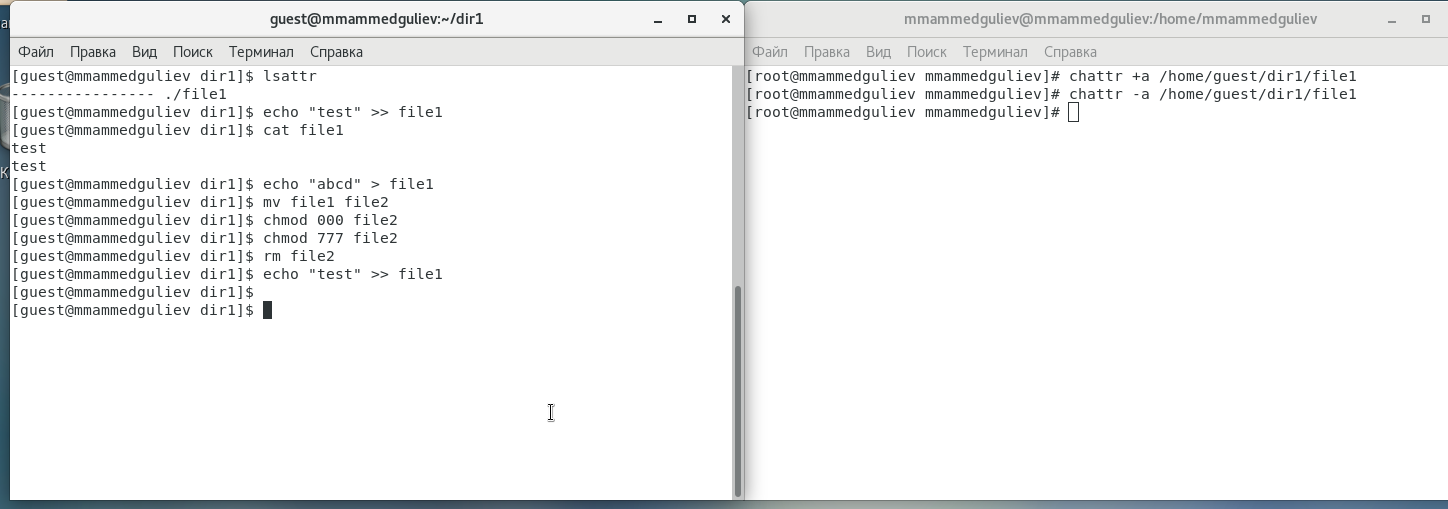 guest@mmammedguliev:~/dir1
Файл Правка Вид Поиск Терминал Справка
[guest@mmammedguliev dir1]$ lsattr
---------------- ./file1
[guest@mmammedguliev dir1]$ echo "test" >> file1
[guest@mmammedguliev dir1]$ cat file1
test
test
[guest@mmammedguliev dir1]$ echo "abcd" > file1
[guest@mmammedguliev dir1]$ mv file1 file2
[guest@mmammedguliev dir1]$ chmod 000 file2
[guest@mmammedguliev dir1]$ chmod 777 file2
[guest@mmammedguliev dir1]$ rm file2
[guest@mmammedguliev dir1]$ echo "test" >> file1
[guest@mmammedguliev dir1]$
[guest@mmammedguliev dir1]$
mmammedguliev@mmammedguliev:/home/mmammedguliev
Файл Правка Вид Поиск Терминал Справка
[root@mmammedguliev mmammedguliev]# chattr +a /home/guest/dir1/file1
[root@mmammedguliev mmammedguliev]# chattr -a /home/guest/dir1/file1
[root@mmammedguliev mmammedguliev]#